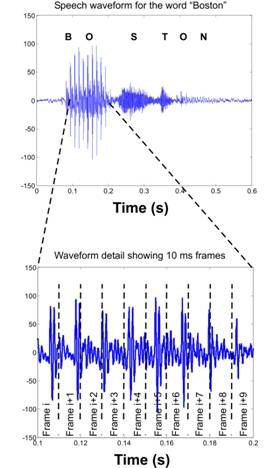 Speech waveform for the word “Boston”
150
B O S T O N
100
50
0
-50
-100
-150
0 0.1 0.2 0.3 0.4 0.5 0.6
Time (s)
Waveform detail showing 10 ms frames
150
100
50
0
-50
-100
-150
Frame i
Frame i+1
Frame i+2
Frame i+3
Frame i+4
Frame i+5
Frame i+6
Frame i+7
Frame i+8
Frame i+9
0.1 0.12 0.14 0.16 0.18 0.2
Time (s)